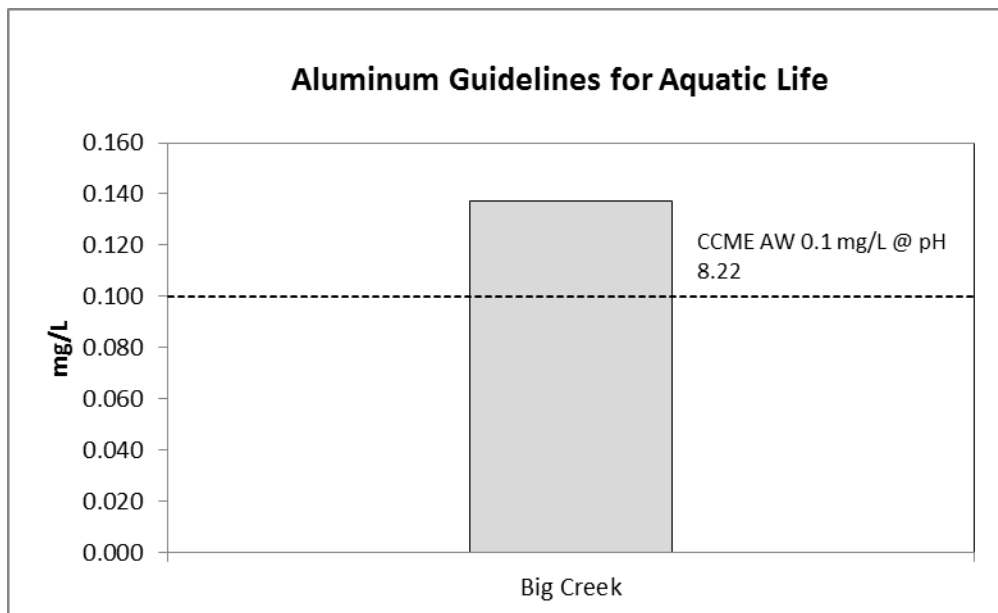 Aluminum Guidelines for Aquatic Life
0.160
0.140
0.120
0.100
0.080
0.060
0.040
0.020
0.000
mg/L
CCME AW 0.1 mg/L @ pH
8.22
Big Creek